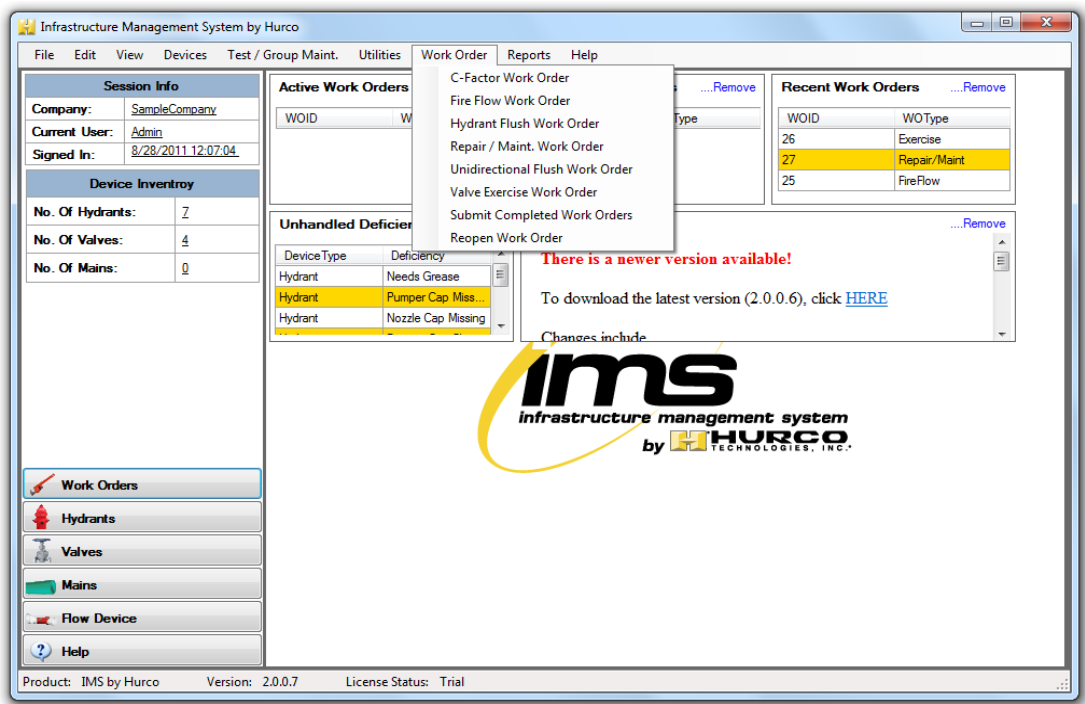 Infrastructure Management System by Hurco
File Edit View Devices Test / Group Maint. Utilities Work Order Reports Help
Session Info
Company: SampleCompany
Current User: Admin
Signed In: 8/28/2011 12:07:04
Device Inventroy
No. Of Hydrants: 7
No. Of Valves: 4
No. Of Mains: 0
Work Orders
Hydrants
Valves
Mains
Flow Device
Help
Active Work Orders
WOID
C-Factor Work Order
Fire Flow Work Order
Hydrant Flush Work Order
Repair / Maint. Work Order
Unidirectional Flush Work Order
Valve Exercise Work Order
Submit Completed Work Orders
Reopen Work Order
....Remove
Type
Recent Work Orders ....Remove
WOID WOType
26 Exercise
27 Repair/Maint
25 FireFlow
Unhandled Deficier
DeviceType Deficiency
Hydrant Needs Grease
Hydrant Pumper Cap Miss...
Hydrant Nozzle Cap Missing
....Remove
There is a newer version available!
To download the latest version (2.0.0.6), click HERE
Changes include
ims
infrastructure management system
by HURCO
TECHNOLOGIES, INC.
Product: IMS by Hurco Version: 2.0.0.7 License Status: Trial